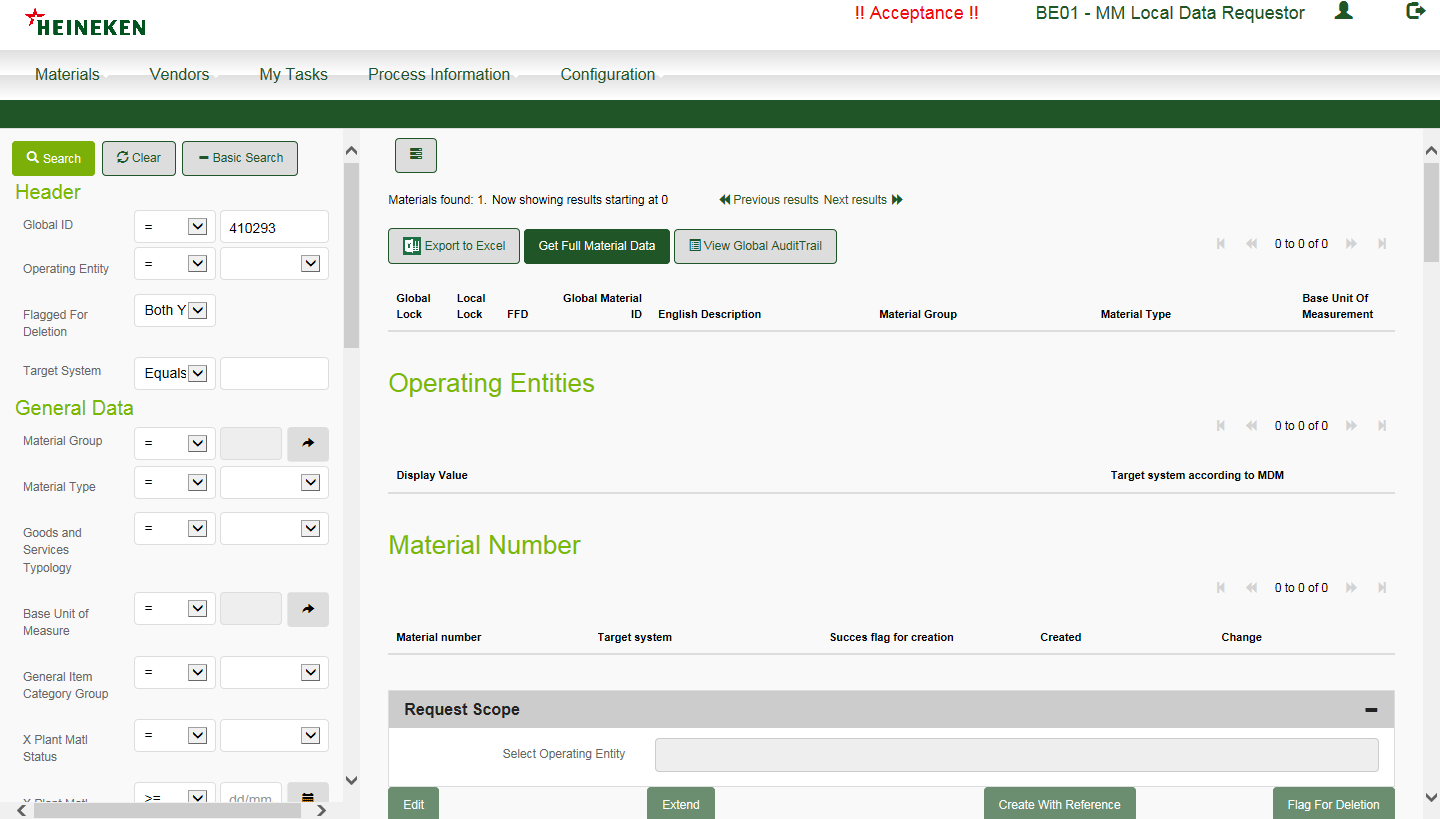 HEINEKEN
!! Acceptance !!
BE01 - MM Local Data Requestor
Materials
Vendors
My Tasks
Process Information
Configuration
Search
Clear
Basic Search
Header
Global ID
=
410293
Operating Entity
=
Flagged For
Deletion
Both Y
Target System
Equals
General Data
Material Group
=
Material Type
=
Goods and
Services
Typology
=
Base Unit of
Measure
=
General Item
Category Group
=
X Plant Matl
Status
=
X Plant Matl
>=
dd/mm
Materials found: 1. Now showing results starting at 0
Previous results
Next results
Export to Excel
Get Full Material Data
View Global AuditTrail
0 to 0 of 0
Global
Lock
Local
Lock
FFD
Global Material
ID
English Description
Material Group
Material Type
Base Unit Of
Measurement
Operating Entities
0 to 0 of 0
Display Value
Target system according to MDM
Material Number
0 to 0 of 0
Material number
Target system
Succes flag for creation
Created
Change
Request Scope
Select Operating Entity
Edit
Extend
Create With Reference
Flag For Deletion